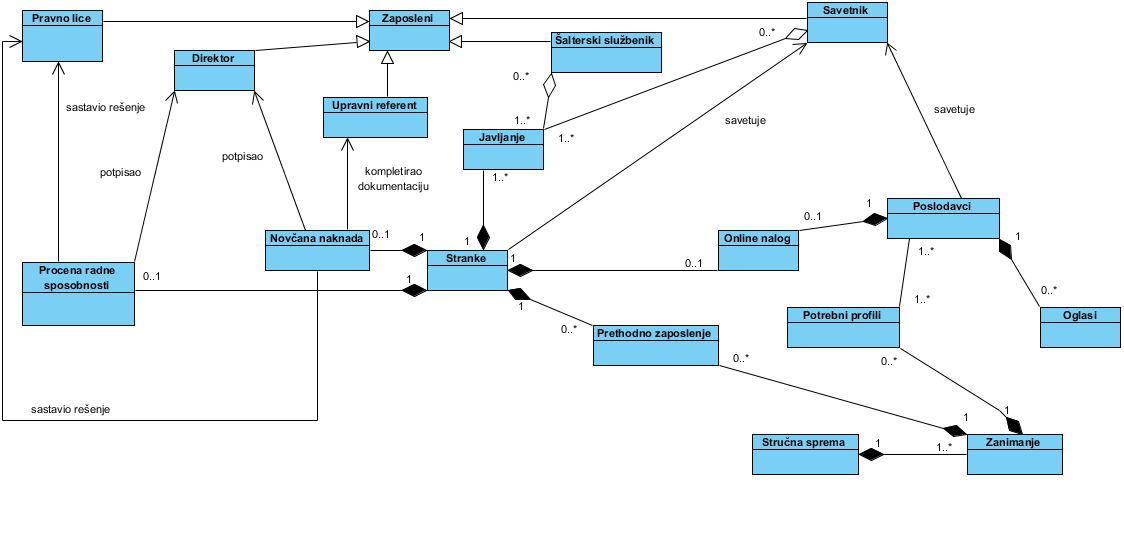 Pravno lice
Zaposleni
Savetnik
0..*
Šalterski službenik
Direktor
0..*
sastavio rešenje
Upravni referent
savetuje
1..*
savetuje
Javljanje
1..*
potpisao
potpisao
kompletirao
dokumentaciju
1..*
1
Poslodavci
0..1
Novčana naknada
0..1
1
1
Online nalog
1
Stranke
1
1..*
Procena radne
sposobnosti
0..1
1
0..1
0..*
1
1..*
Potrebni profili
Oglasi
0..*
Prethodno zaposlenje
0..*
0..*
sastavio rešenje
1
1
Stručna sprema
1
1..*
Zanimanje